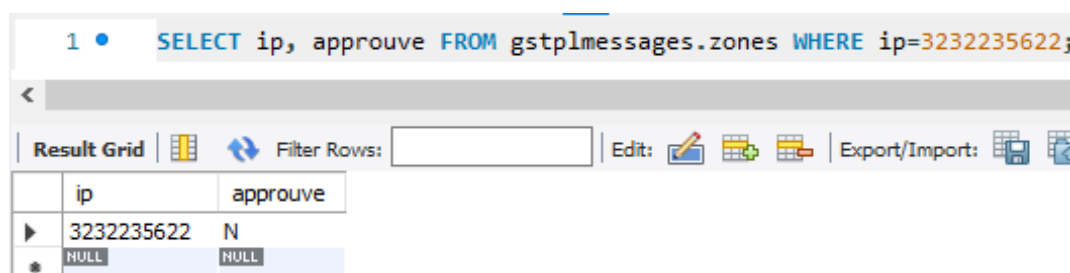 1 SELECT ip, approuve FROM gstplmessages.zones WHERE ip=3232235622;
Result Grid Filter Rows: Edit: Export/Import:
ip approuve
3232235622 N
NULL NULL